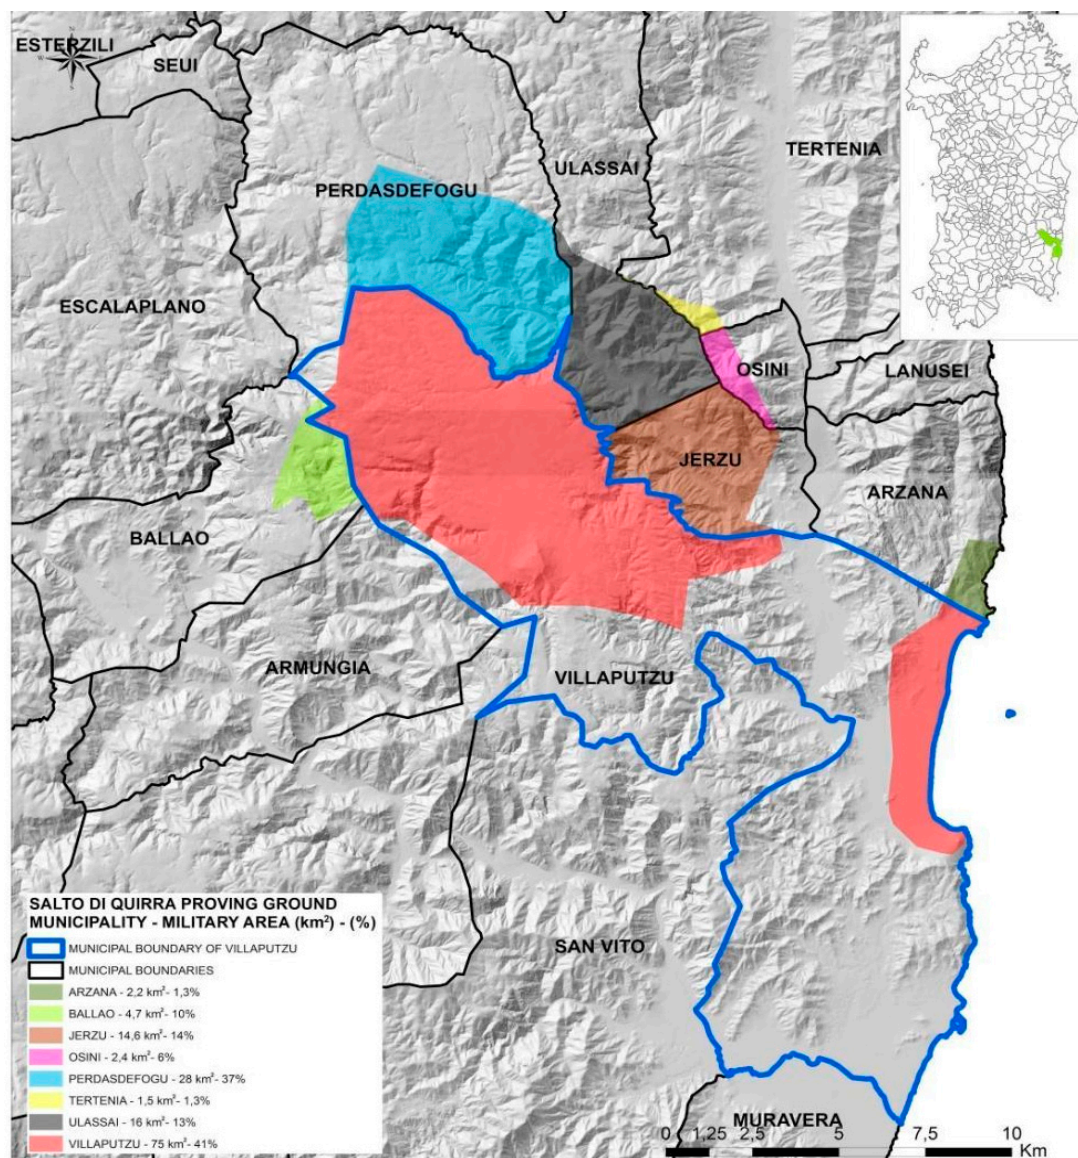 ESTERZILI
N
SEUI
ULASSAI
TERTENIA
PERDASDEFOGU
ESCALAPLANO
OSINI
LANUSEI
JERZU
ARZANA
BALLAO
ARMUNGIA
VILLAPUTZU
SAN VITO
MURAVERA
SALTO DI QUIRRA PROVING GROUND
MUNICIPALITY - MILITARY AREA (km²) - (%)
MUNICIPAL BOUNDARY OF VILLAPUTZU
MUNICIPAL BOUNDARIES
ARZANA - 2,2 km²- 1,3%
BALLAO - 4,7 km²- 10%
JERZU - 14,6 km²- 14%
OSINI - 2,4 km²- 6%
PERDASDEFOGU - 28 km²- 37%
TERTENIA - 1,5 km²- 1,3%
ULASSAI - 16 km²- 13%
VILLAPUTZU - 75 km²- 41%
0 1,25 2,5 5 7,5 10
Km